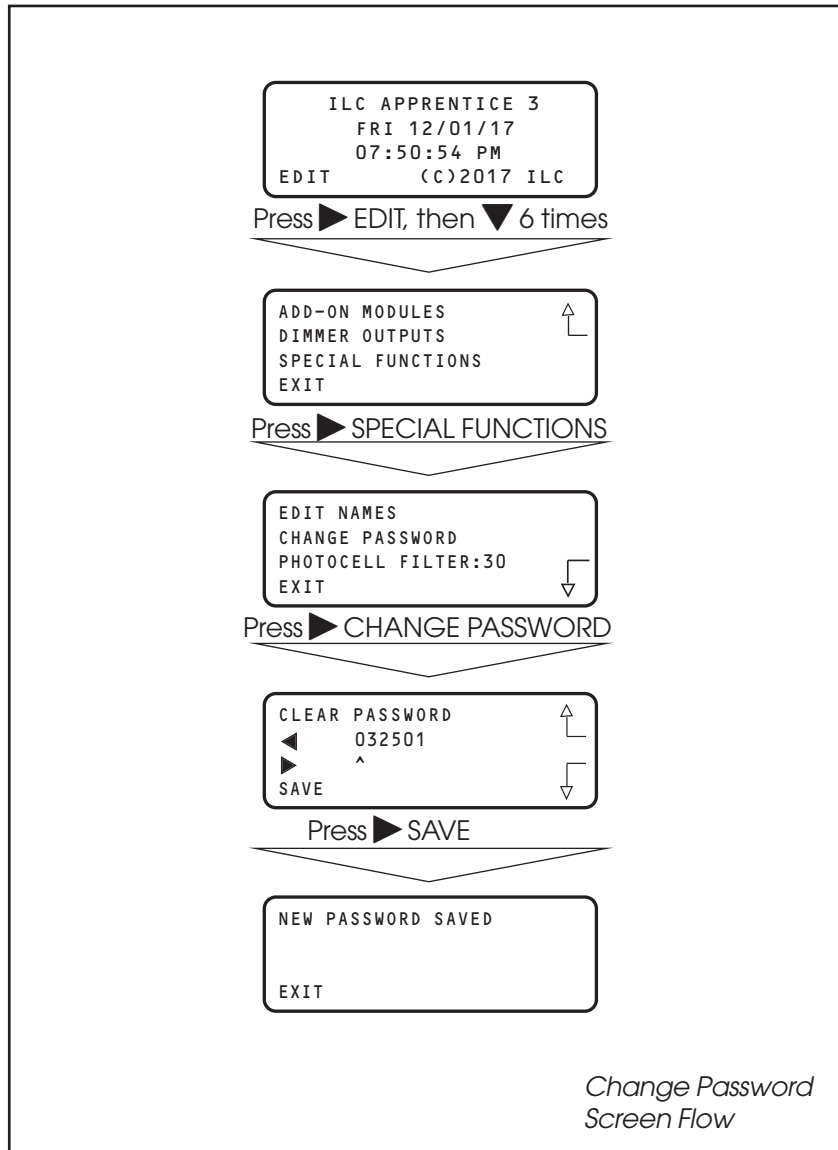 ILC APPRENTICE 3
FRI 12/01/17
07:50:54 PM
EDIT (C)2017 ILC
Press ▶ EDIT, then ▼ 6 times
ADD-ON MODULES
DIMMER OUTPUTS
SPECIAL FUNCTIONS
EXIT
Press ▶ SPECIAL FUNCTIONS
EDIT NAMES
CHANGE PASSWORD
PHOTOCELL FILTER:30
EXIT
Press ▶ CHANGE PASSWORD
CLEAR PASSWORD
◀ 032501
▶ ^
SAVE
Press ▶ SAVE
NEW PASSWORD SAVED
EXIT
Change Password
Screen Flow